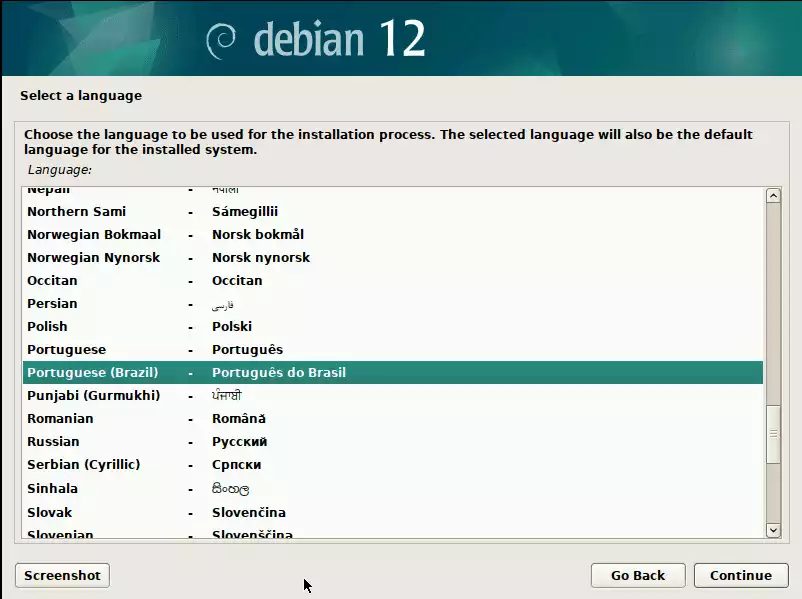 debian 12
Select a language
Choose the language to be used for the installation process. The selected language will also be the default
language for the installed system.
Language:
Nepali - नेपाली
Northern Sami - Sámegillii
Norwegian Bokmaal - Norsk bokmål
Norwegian Nynorsk - Norsk nynorsk
Occitan - Occitan
Persian - فارسی
Polish - Polski
Portuguese - Português
Portuguese (Brazil) - Português do Brasil
Punjabi (Gurmukhi) - ਪੰਜਾਬੀ
Romanian - Română
Russian - Русский
Serbian (Cyrillic) - Српски
Sinhala - සිංහල
Slovak - Slovenčina
Slovenian - Slovenščina
Screenshot Go Back Continue